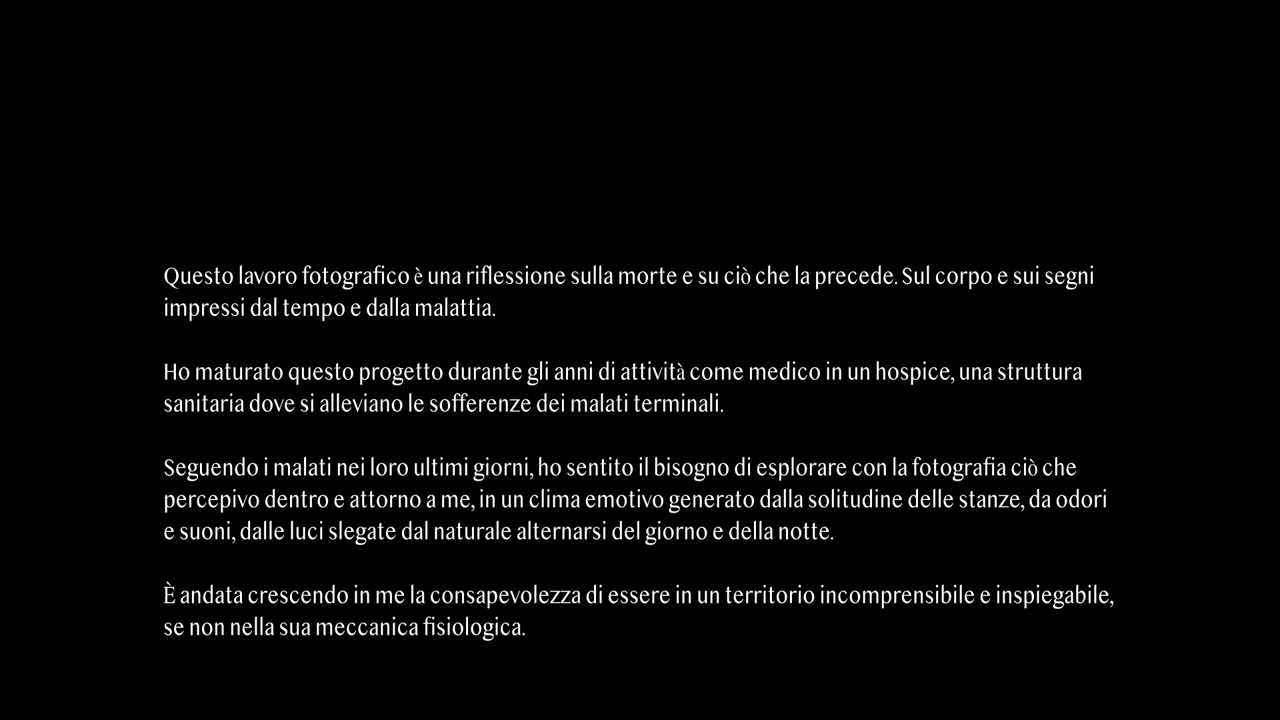 Questo lavoro fotografico è una riflessione sulla morte e su ciò che la precede. Sul corpo e sui segni
impressi dal tempo e dalla malattia.
Ho maturato questo progetto durante gli anni di attività come medico in un hospice, una struttura
sanitaria dove si alleviano le sofferenze dei malati terminali.
Seguendo i malati nei loro ultimi giorni, ho sentito il bisogno di esplorare con la fotografia ciò che
percepivo dentro e attorno a me, in un clima emotivo generato dalla solitudine delle stanze, da odori
e suoni, dalle luci slegate dal naturale alternarsi del giorno e della notte.
È andata crescendo in me la consapevolezza di essere in un territorio incomprensibile e inspiegabile,
se non nella sua meccanica fisiologica.